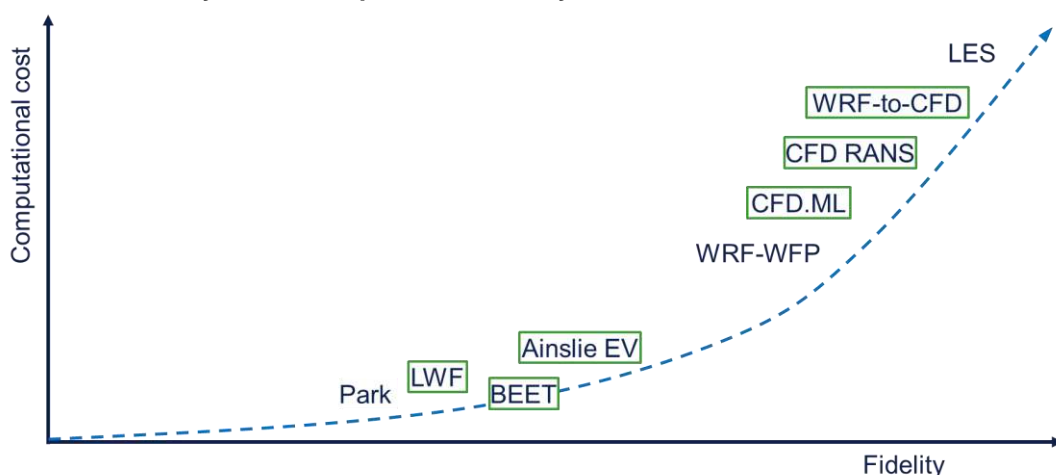 Computational cost
LES
WRF-to-CFD
CFD RANS
CFD.ML
WRF-WFP
Ainslie EV
LWF
Park
BEET
Fidelity